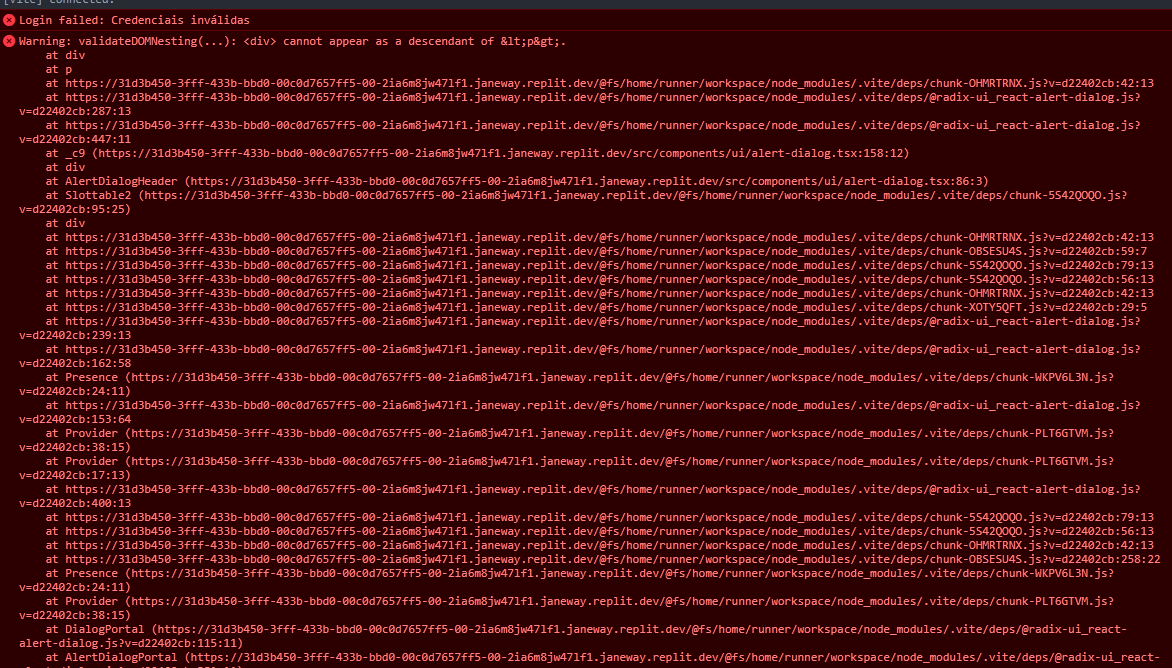 [vite] connected.
Login failed: Credenciais inválidas
Warning: validateDOMNesting(...): <div> cannot appear as a descendant of &lt;p&gt;.
at div
at p
at https://31d3b450-3fff-433b-bbd0-00c0d7657ff5-00-2ia6m8jw47lf1.janeway.replit.dev/@fs/home/runner/workspace/node_modules/.vite/deps/chunk-OHMRTRNX.js?v=d22402cb:42:13
at https://31d3b450-3fff-433b-bbd0-00c0d7657ff5-00-2ia6m8jw47lf1.janeway.replit.dev/@fs/home/runner/workspace/node_modules/.vite/deps/@radix-ui_react-alert-dialog.js?
v=d22402cb:287:13
at https://31d3b450-3fff-433b-bbd0-00c0d7657ff5-00-2ia6m8jw47lf1.janeway.replit.dev/@fs/home/runner/workspace/node_modules/.vite/deps/@radix-ui_react-alert-dialog.js?
v=d22402cb:447:11
at _c9 (https://31d3b450-3fff-433b-bbd0-00c0d7657ff5-00-2ia6m8jw47lf1.janeway.replit.dev/src/components/ui/alert-dialog.tsx:158:12)
at div
at AlertDialogHeader (https://31d3b450-3fff-433b-bbd0-00c0d7657ff5-00-2ia6m8jw47lf1.janeway.replit.dev/src/components/ui/alert-dialog.tsx:86:3)
at Slottable2 (https://31d3b450-3fff-433b-bbd0-00c0d7657ff5-00-2ia6m8jw47lf1.janeway.replit.dev/@fs/home/runner/workspace/node_modules/.vite/deps/chunk-5S42QOQO.js?
v=d22402cb:95:25)
at div
at https://31d3b450-3fff-433b-bbd0-00c0d7657ff5-00-2ia6m8jw47lf1.janeway.replit.dev/@fs/home/runner/workspace/node_modules/.vite/deps/chunk-OHMRTRNX.js?v=d22402cb:42:13
at https://31d3b450-3fff-433b-bbd0-00c0d7657ff5-00-2ia6m8jw47lf1.janeway.replit.dev/@fs/home/runner/workspace/node_modules/.vite/deps/chunk-OBSESU4S.js?v=d22402cb:59:7
at https://31d3b450-3fff-433b-bbd0-00c0d7657ff5-00-2ia6m8jw47lf1.janeway.replit.dev/@fs/home/runner/workspace/node_modules/.vite/deps/chunk-5S42QOQO.js?v=d22402cb:79:13
at https://31d3b450-3fff-433b-bbd0-00c0d7657ff5-00-2ia6m8jw47lf1.janeway.replit.dev/@fs/home/runner/workspace/node_modules/.vite/deps/chunk-5S42QOQO.js?v=d22402cb:56:13
at https://31d3b450-3fff-433b-bbd0-00c0d7657ff5-00-2ia6m8jw47lf1.janeway.replit.dev/@fs/home/runner/workspace/node_modules/.vite/deps/chunk-OHMRTRNX.js?v=d22402cb:42:13
at https://31d3b450-3fff-433b-bbd0-00c0d7657ff5-00-2ia6m8jw47lf1.janeway.replit.dev/@fs/home/runner/workspace/node_modules/.vite/deps/chunk-XOTY5QFT.js?v=d22402cb:29:5
at https://31d3b450-3fff-433b-bbd0-00c0d7657ff5-00-2ia6m8jw47lf1.janeway.replit.dev/@fs/home/runner/workspace/node_modules/.vite/deps/@radix-ui_react-alert-dialog.js?
v=d22402cb:239:13
at https://31d3b450-3fff-433b-bbd0-00c0d7657ff5-00-2ia6m8jw47lf1.janeway.replit.dev/@fs/home/runner/workspace/node_modules/.vite/deps/@radix-ui_react-alert-dialog.js?
v=d22402cb:162:58
at Presence (https://31d3b450-3fff-433b-bbd0-00c0d7657ff5-00-2ia6m8jw47lf1.janeway.replit.dev/@fs/home/runner/workspace/node_modules/.vite/deps/chunk-WKPV6L3N.js?
v=d22402cb:24:11)
at https://31d3b450-3fff-433b-bbd0-00c0d7657ff5-00-2ia6m8jw47lf1.janeway.replit.dev/@fs/home/runner/workspace/node_modules/.vite/deps/@radix-ui_react-alert-dialog.js?
v=d22402cb:153:64
at Provider (https://31d3b450-3fff-433b-bbd0-00c0d7657ff5-00-2ia6m8jw47lf1.janeway.replit.dev/@fs/home/runner/workspace/node_modules/.vite/deps/chunk-PLT6GTVM.js?
v=d22402cb:38:15)
at Provider (https://31d3b450-3fff-433b-bbd0-00c0d7657ff5-00-2ia6m8jw47lf1.janeway.replit.dev/@fs/home/runner/workspace/node_modules/.vite/deps/chunk-PLT6GTVM.js?
v=d22402cb:17:13)
at https://31d3b450-3fff-433b-bbd0-00c0d7657ff5-00-2ia6m8jw47lf1.janeway.replit.dev/@fs/home/runner/workspace/node_modules/.vite/deps/@radix-ui_react-alert-dialog.js?
v=d22402cb:400:13
at https://31d3b450-3fff-433b-bbd0-00c0d7657ff5-00-2ia6m8jw47lf1.janeway.replit.dev/@fs/home/runner/workspace/node_modules/.vite/deps/chunk-5S42QOQO.js?v=d22402cb:79:13
at https://31d3b450-3fff-433b-bbd0-00c0d7657ff5-00-2ia6m8jw47lf1.janeway.replit.dev/@fs/home/runner/workspace/node_modules/.vite/deps/chunk-5S42QOQO.js?v=d22402cb:56:13
at https://31d3b450-3fff-433b-bbd0-00c0d7657ff5-00-2ia6m8jw47lf1.janeway.replit.dev/@fs/home/runner/workspace/node_modules/.vite/deps/chunk-OHMRTRNX.js?v=d22402cb:42:13
at https://31d3b450-3fff-433b-bbd0-00c0d7657ff5-00-2ia6m8jw47lf1.janeway.replit.dev/@fs/home/runner/workspace/node_modules/.vite/deps/chunk-OBSESU4S.js?v=d22402cb:258:22
at Presence (https://31d3b450-3fff-433b-bbd0-00c0d7657ff5-00-2ia6m8jw47lf1.janeway.replit.dev/@fs/home/runner/workspace/node_modules/.vite/deps/chunk-WKPV6L3N.js?
v=d22402cb:24:11)
at Provider (https://31d3b450-3fff-433b-bbd0-00c0d7657ff5-00-2ia6m8jw47lf1.janeway.replit.dev/@fs/home/runner/workspace/node_modules/.vite/deps/chunk-PLT6GTVM.js?
v=d22402cb:38:15)
at DialogPortal (https://31d3b450-3fff-433b-bbd0-00c0d7657ff5-00-2ia6m8jw47lf1.janeway.replit.dev/@fs/home/runner/workspace/node_modules/.vite/deps/@radix-ui_react-
alert-dialog.js?v=d22402cb:115:11)
at AlertDialogPortal (https://31d3b450-3fff-433b-bbd0-00c0d7657ff5-00-2ia6m8jw47lf1.janeway.replit.dev/@fs/home/runner/workspace/node_modules/.vite/deps/@radix-ui_react-